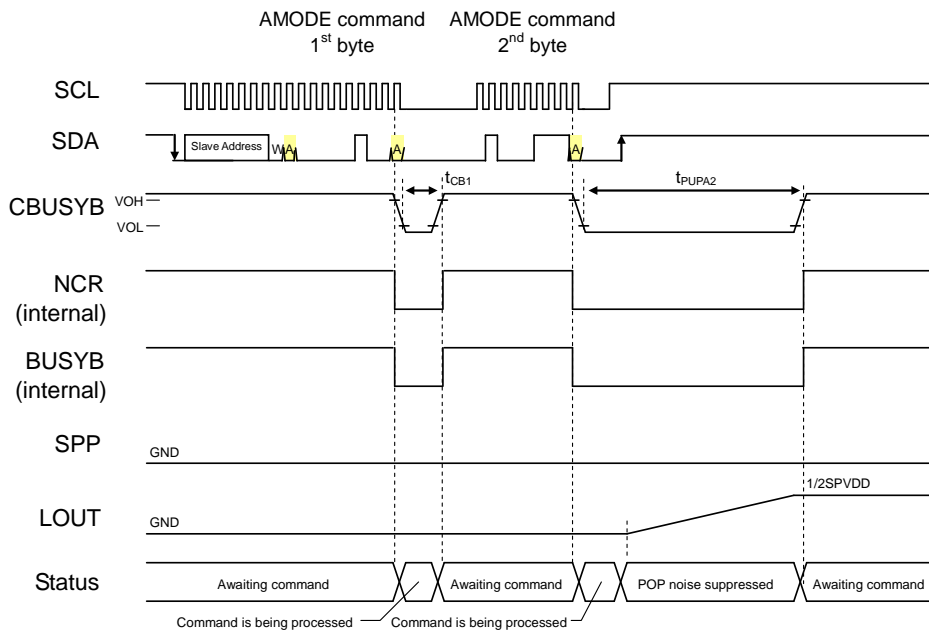 AMODE command
1st byte
AMODE command
2nd byte
SCL
SDA
Slave Address
W
A
A
A
CBUSYB
VOH
VOL
tCB1
tPUPA2
NCR
(internal)
BUSYB
(internal)
SPP
GND
1/2SPVDD
LOUT
GND
Status
Awaiting command
Awaiting command
POP noise suppressed
Awaiting command
Command is being processed
Command is being processed